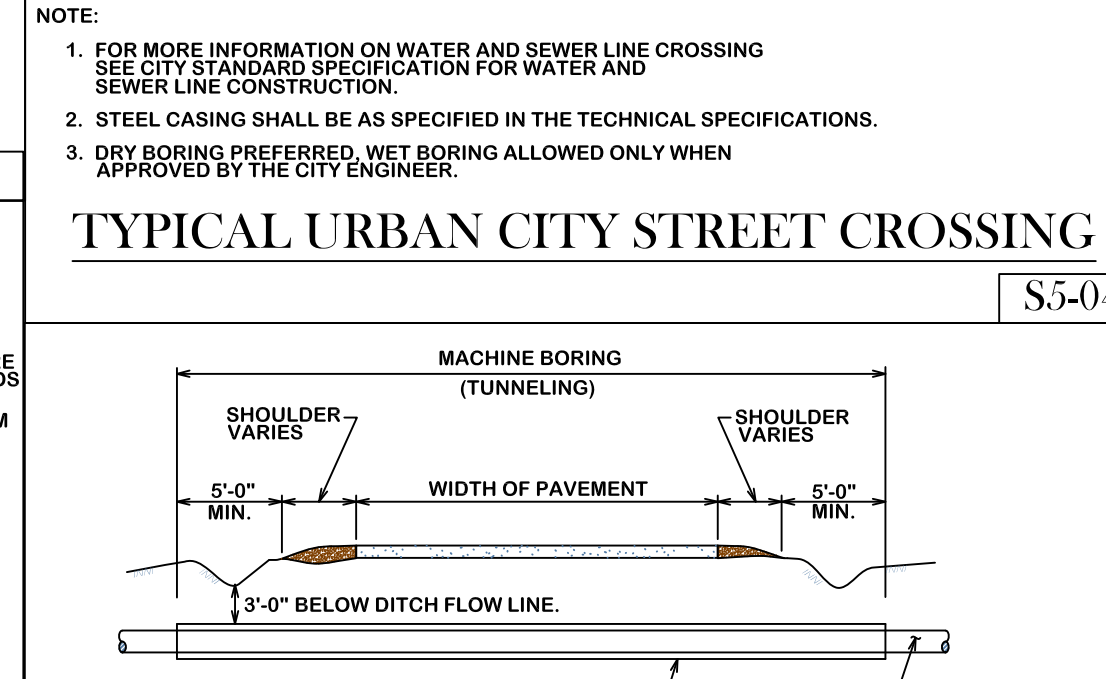 NOTE:
1. FOR MORE INFORMATION ON WATER AND SEWER LINE CROSSING
SEE CITY STANDARD SPECIFICATION FOR WATER AND
SEWER LINE CONSTRUCTION.
2. STEEL CASING SHALL BE AS SPECIFIED IN THE TECHNICAL SPECIFICATIONS.
3. DRY BORING PREFERRED, WET BORING ALLOWED ONLY WHEN
APPROVED BY THE CITY ENGINEER.
TYPICAL URBAN CITY STREET CROSSING
S5-04
MACHINE BORING
(TUNNELING)
SHOULDER
VARIES
SHOULDER
VARIES
5'-0"
MIN.
WIDTH OF PAVEMENT
5'-0"
MIN.
3'-0" BELOW DITCH FLOW LINE.